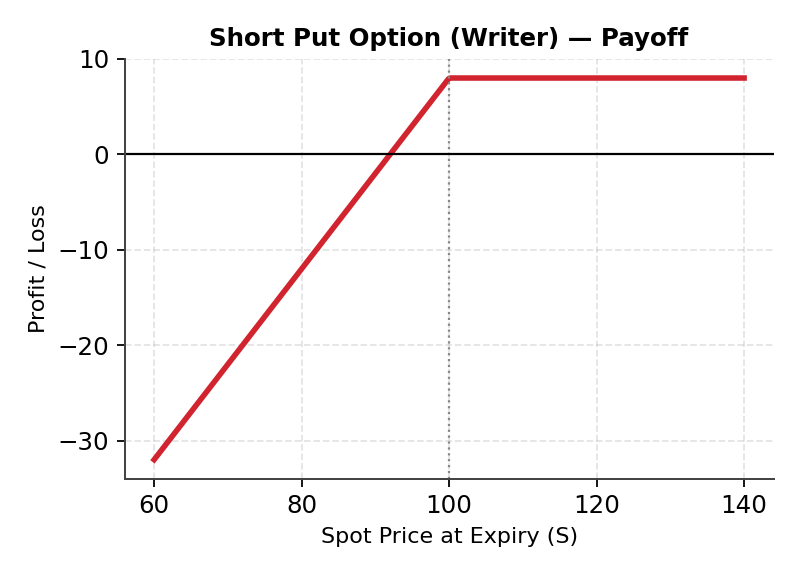 Short Put Option (Writer) — Payoff
10
0
−10
−20
−30
Profit / Loss
60 80 100 120 140
Spot Price at Expiry (S)